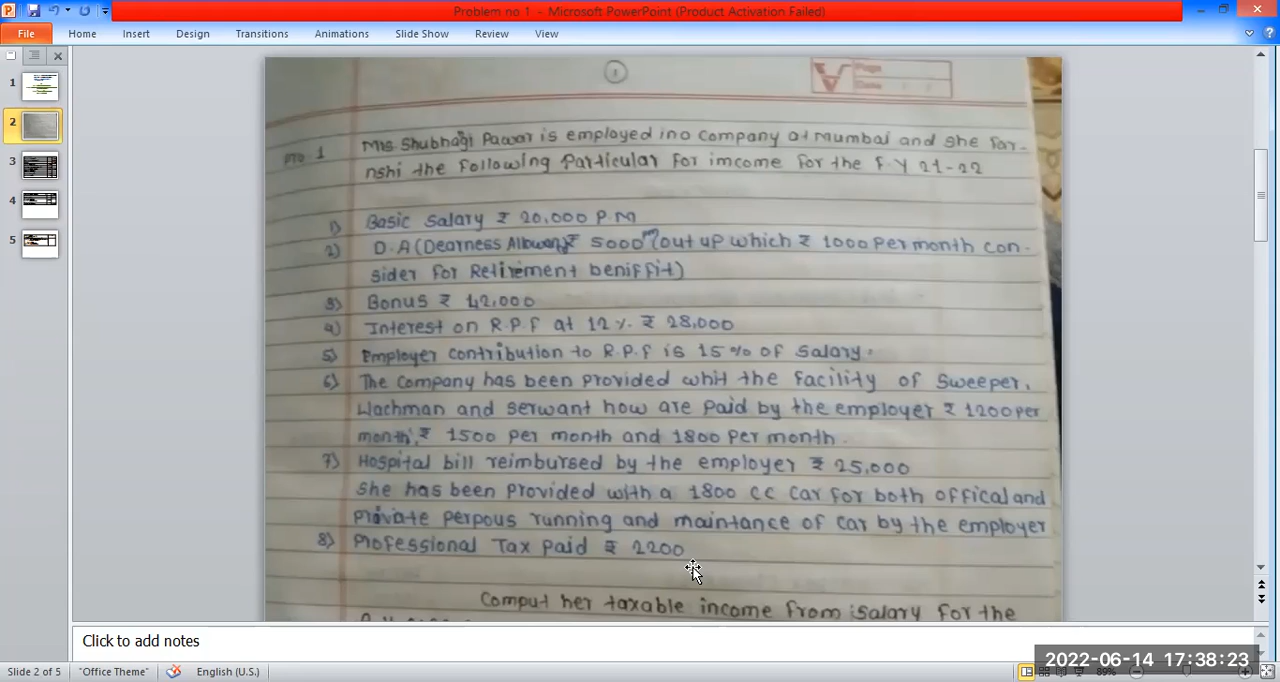 Problem no 1 - Microsoft PowerPoint (Product Activation Failed)
File Home Insert Design Transitions Animations Slide Show Review View
1
2
3
4
5
1
Page
Date
1 Mis Shubhagi Pawar is employed in a company at mumbai and she far-
nshi the following Particular for income for the F.Y 21-22
1) Basic Salary ₹ 20,000 P.M
2) D.A (Dearness Allowen) ₹ 5000 m (out up which ₹ 1000 Per month con-
sider for Retirement beniffit)
3) Bonus ₹ 42,000
4) Interest on R.P.F at 12 %. ₹ 28,000
5) Employer contribution to R.P.F is 15 % of salary.
6) The Company has been provided whit the facility of Sweeper,
Wachman and serwant how are paid by the employer ₹ 1200 per
month, ₹ 1500 per month and 1800 Per month.
7) Hospital bill reimbursed by the employer ₹ 25,000
She has been Provided with a 1800 CC Car for both offical and
private perpous running and maintance of car by the employer
8) Professional Tax Paid ₹ 2200
Comput her taxable income from salary for the
Click to add notes
Slide 2 of 5 "Office Theme" English (U.S.) 89%
2022-06-14 17:38:23